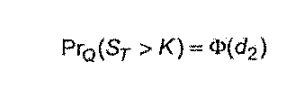 Pr_Q(S_T > K) = Φ(d_2)